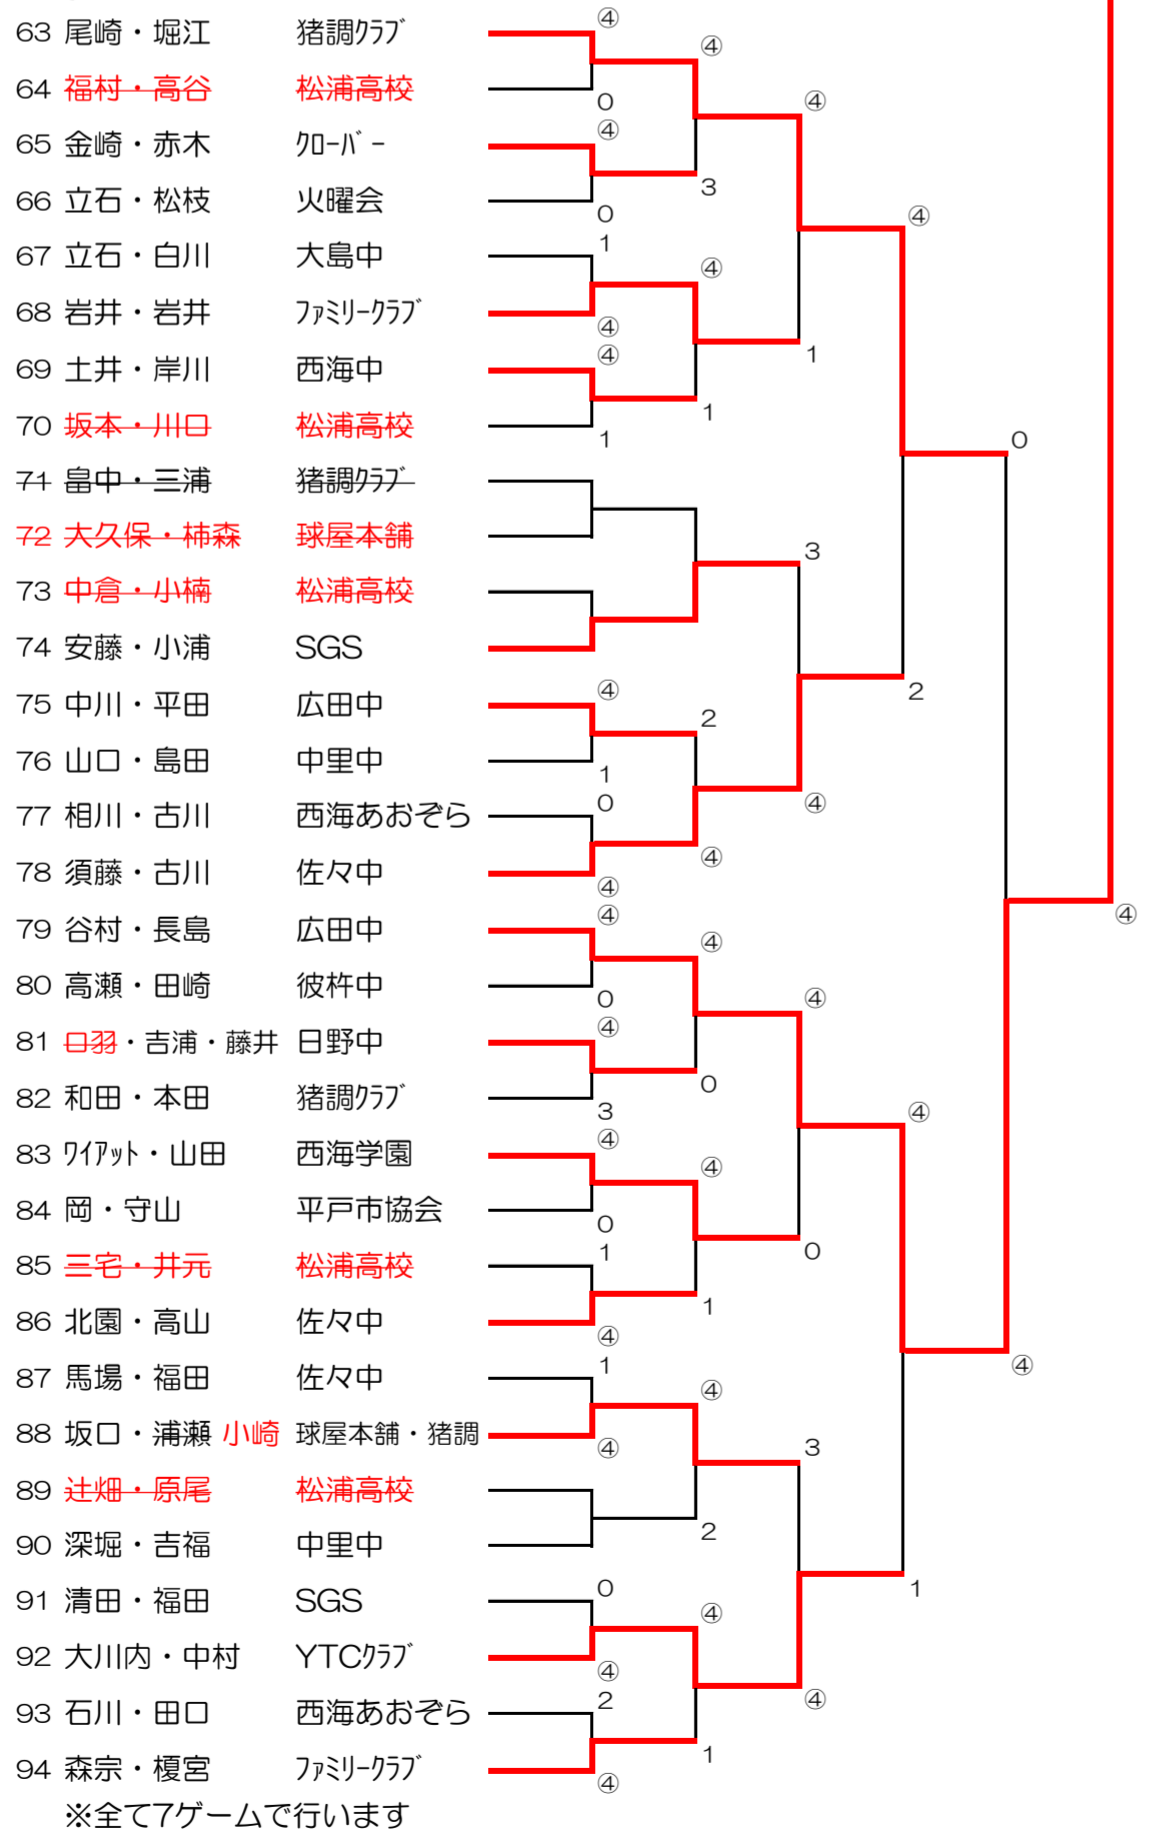 63 尾崎・堀江 猪調ｸﾗﾌﾞ ④ ④
64 福村・高谷 松浦高校 0 ④
65 金崎・赤木 ｸﾛｰﾊﾞｰ ④
66 立石・松枝 火曜会 0 3
67 立石・白川 大島中 1 ④ ④
68 岩井・岩井 ﾌｧﾐﾘｰｸﾗﾌﾞ ④
69 土井・岸川 西海中 ④ 1
70 坂本・川口 松浦高校 1 1 0
71 畠中・三浦 猪調ｸﾗﾌﾞ
72 大久保・柿森 球屋本舗 3
73 中倉・小楠 松浦高校
74 安藤・小浦 SGS
75 中川・平田 広田中 ④ 2 2
76 山口・島田 中里中 1
77 相川・古川 西海あおぞら 0 ④
78 須藤・古川 佐々中 ④ ④
79 谷村・長島 広田中 ④ ④ ④
80 高瀬・田崎 彼杵中 0 ④
81 口羽・吉浦・藤井 日野中 ④
82 和田・本田 猪調ｸﾗﾌﾞ 3 0 ④
83 ﾜｲｱｯﾄ・山田 西海学園 ④ ④
84 岡・守山 平戸市協会 0
85 三宅・井元 松浦高校 1 0
86 北園・高山 佐々中 ④ 1
87 馬場・福田 佐々中 1 ④ ④
88 坂口・浦瀬 小崎 球屋本舗・猪調 ④ 3
89 辻畑・原尾 松浦高校
90 深堀・吉福 中里中 2
91 清田・福田 SGS 0 ④ 1
92 大川内・中村 YTCｸﾗﾌﾞ ④
93 石川・田口 西海あおぞら 2 ④
94 森宗・榎宮 ﾌｧﾐﾘｰｸﾗﾌﾞ ④ 1
※全て7ゲームで行います